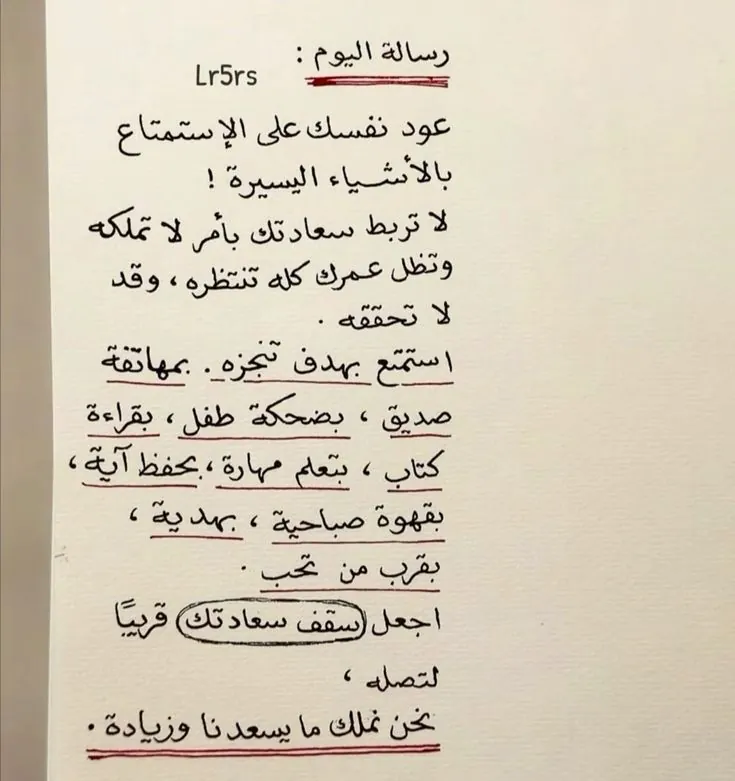 رسالة اليوم :
Lr5rs
عود نفسك على الإستمتاع
بالأشياء اليسيرة !
لا تربط سعادتك بأمر لا تملكه
وتظل عمرك كله تنتظره ، وقد
لا تحققه .
استمتع بهدف تنجزه . بمهاتفة
صديق ، بضحكة طفل ، بقراءة
كتاب ، بتعلم مهارة ، بحفظ آية ،
بقهوة صباحية ، بهدية ،
بقرب من تحب .
اجعل سقف سعادتك قريبًا
لتصله ،
نحن نملك ما يسعدنا وزيادة .